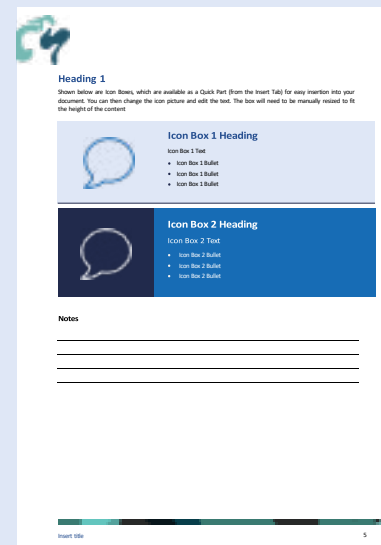 Heading 1
Shown below are Icon Boxes, which are available as a Quick Part (from the Insert Tab) for easy insertion into your
document. You can then change the icon picture and edit the text. The box will need to be manually resized to fit
the height of the content
Icon Box 1 Heading
Icon Box 1 Text
• Icon Box 1 Bullet
• Icon Box 1 Bullet
• Icon Box 1 Bullet
Icon Box 2 Heading
Icon Box 2 Text
• Icon Box 2 Bullet
• Icon Box 2 Bullet
• Icon Box 2 Bullet
Notes
Insert title
5